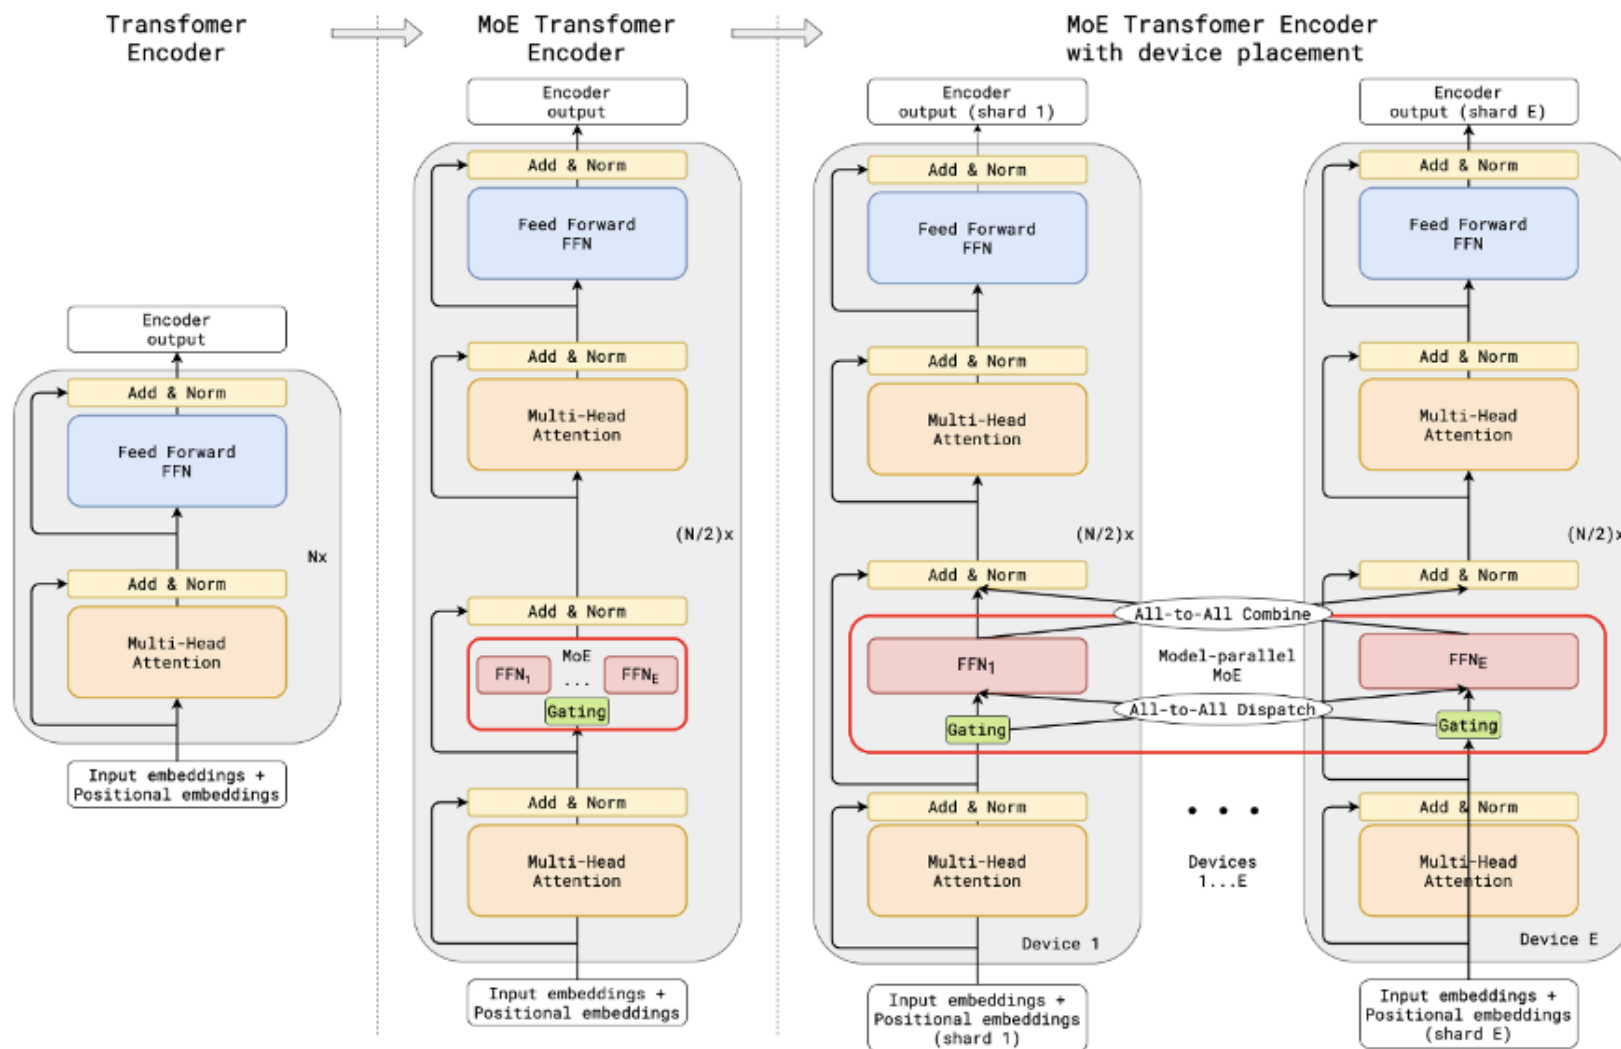 Transfomer
Encoder
Encoder
output
Add & Norm
Feed Forward
FFN
Nx
Add & Norm
Multi-Head
Attention
Input embeddings +
Positional embeddings
MoE Transfomer
Encoder
Encoder
output
Add & Norm
Feed Forward
FFN
Add & Norm
Multi-Head
Attention
(N/2)x
Add & Norm
MoE
FFN₁ ... FFN_E
Gating
Add & Norm
Multi-Head
Attention
Input embeddings +
Positional embeddings
MoE Transfomer Encoder
with device placement
Encoder
output (shard 1)
Add & Norm
Feed Forward
FFN
Add & Norm
Multi-Head
Attention
(N/2)x
Add & Norm
FFN₁
Gating
Add & Norm
Multi-Head
Attention
Device 1
Input embeddings +
Positional embeddings
(shard 1)
All-to-All Combine
Model-parallel
MoE
All-to-All Dispatch
• • •
Devices
1...E
Encoder
output (shard E)
Add & Norm
Feed Forward
FFN
Add & Norm
Multi-Head
Attention
(N/2)x
Add & Norm
FFN_E
Gating
Add & Norm
Multi-Head
Attention
Device E
Input embeddings +
Positional embeddings
(shard E)